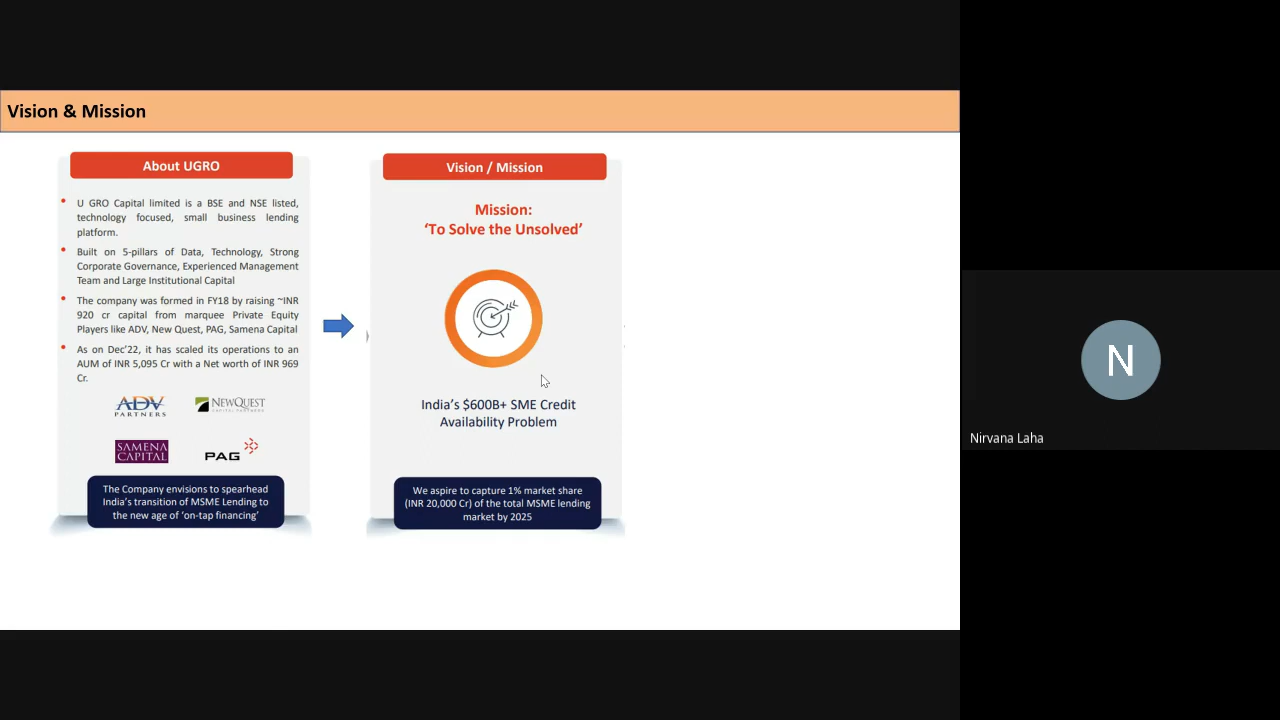 Vision & Mission
About UGRO
• U GRO Capital limited is a BSE and NSE listed,
technology focused, small business lending
platform.
• Built on 5-pillars of Data, Technology, Strong
Corporate Governance, Experienced Management
Team and Large Institutional Capital
• The company was formed in FY18 by raising ~INR
920 cr capital from marquee Private Equity
Players like ADV, New Quest, PAG, Samena Capital
• As on Dec'22, it has scaled its operations to an
AUM of INR 5,095 Cr with a Net worth of INR 969
Cr.
ADV
PARTNERS
NEWQUEST
CAPITAL PARTNERS
SAMENA
CAPITAL
PAG
The Company envisions to spearhead
India's transition of MSME Lending to
the new age of 'on-tap financing'
Vision / Mission
Mission:
'To Solve the Unsolved'
India's $600B+ SME Credit
Availability Problem
We aspire to capture 1% market share
(INR 20,000 Cr) of the total MSME lending
market by 2025
N
Nirvana Laha